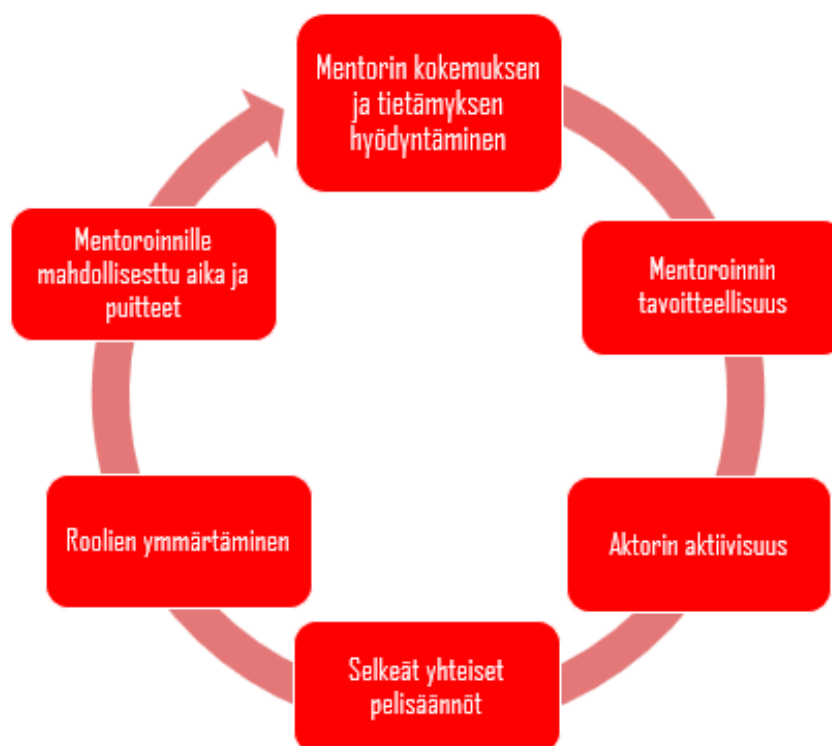 Mentorin kokemuksen
ja tietämyksen
hyödyntäminen
Mentoroinnin
tavoitteellisuus
Aktorin aktiivisuus
Selkeät yhteiset
pelisäännöt
Roolien ymmärtäminen
Mentoroinnille
mahdollisesttu aika ja
puitteet